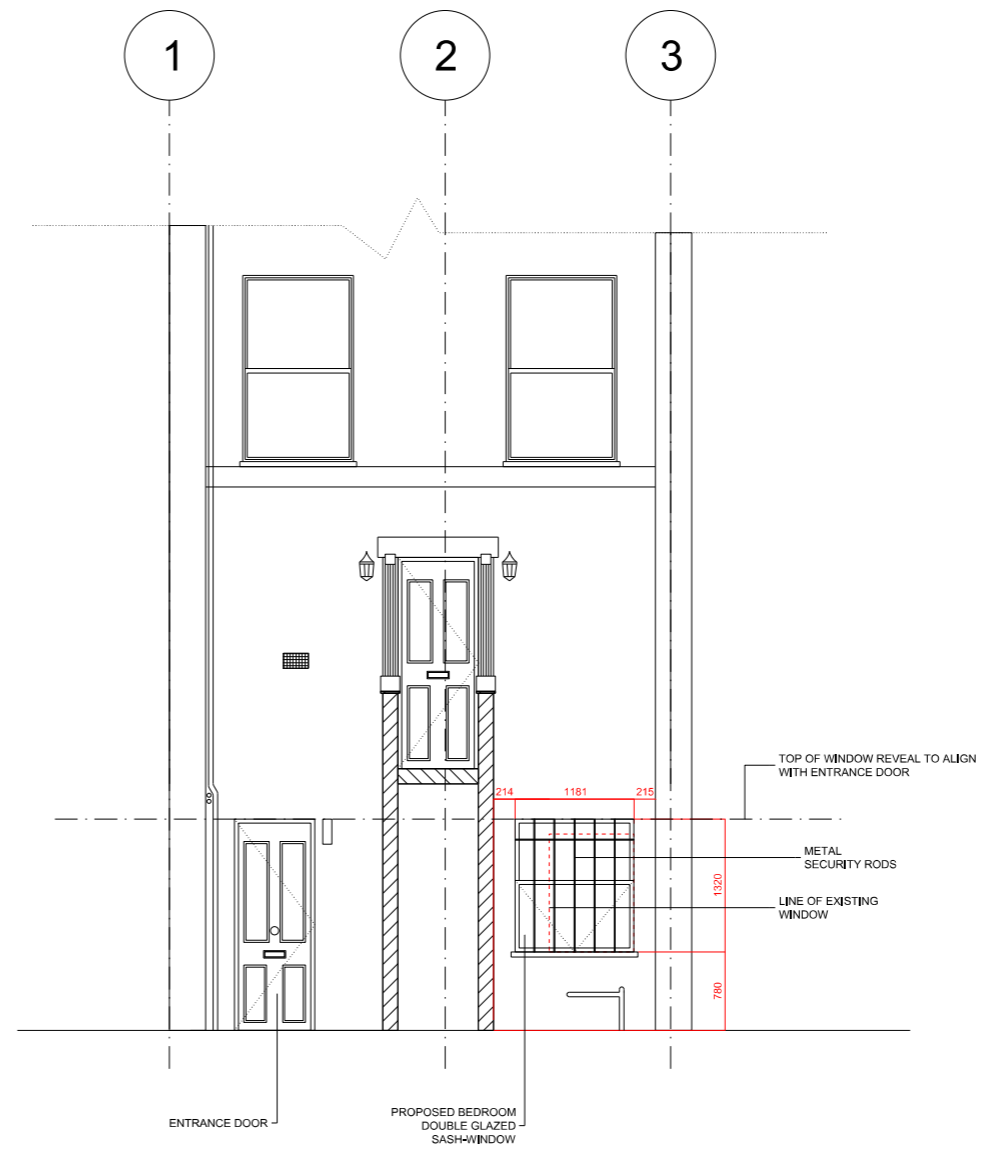 1
2
3
TOP OF WINDOW REVEAL TO ALIGN
WITH ENTRANCE DOOR
214
1181
215
METAL
SECURITY RODS
1320
LINE OF EXISTING
WINDOW
780
ENTRANCE DOOR
PROPOSED BEDROOM
DOUBLE GLAZED
SASH-WINDOW